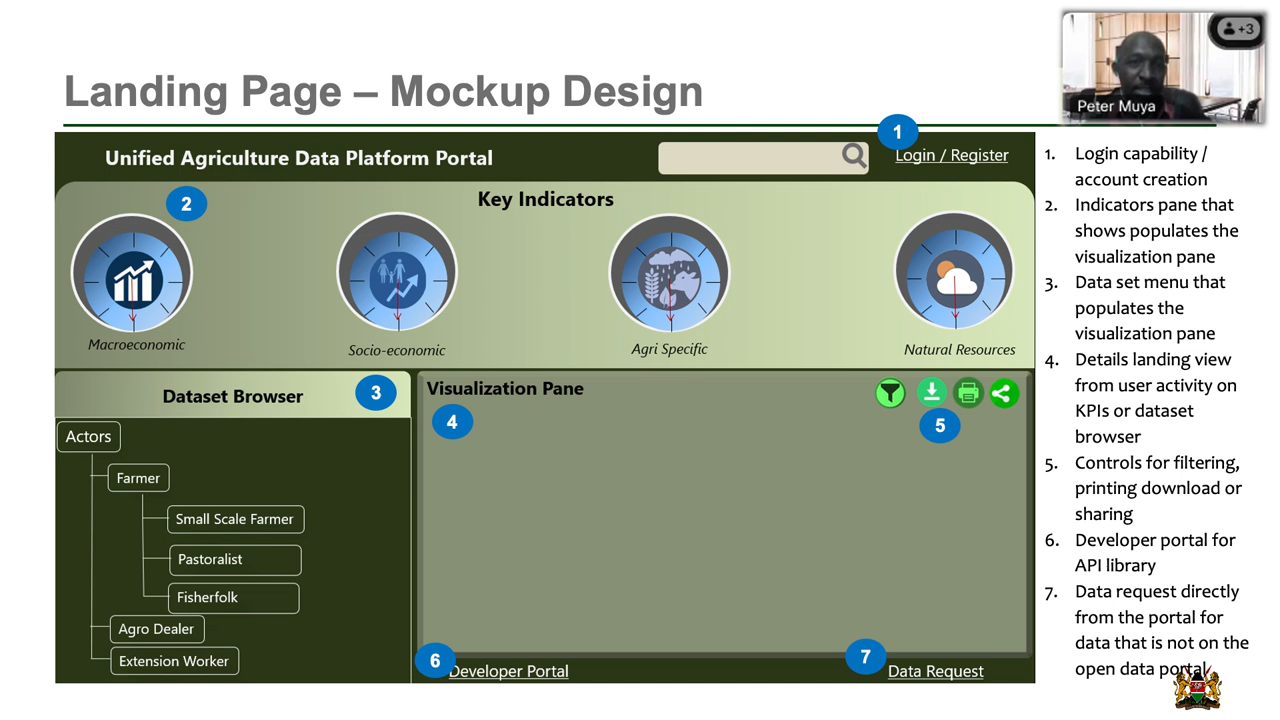 +3
Peter Muya
Landing Page – Mockup Design
1
Unified Agriculture Data Platform Portal
Login / Register
Key Indicators
2
Macroeconomic
Socio-economic
Agri Specific
Natural Resources
Dataset Browser
3
Actors
Farmer
Small Scale Farmer
Pastoralist
Fisherfolk
Agro Dealer
Extension Worker
Visualization Pane
4
5
6
Developer Portal
7
Data Request
1. Login capability /
account creation
2. Indicators pane that
shows populates the
visualization pane
3. Data set menu that
populates the
visualization pane
4. Details landing view
from user activity on
KPIs or dataset
browser
5. Controls for filtering,
printing download or
sharing
6. Developer portal for
API library
7. Data request directly
from the portal for
data that is not on the
open data portal